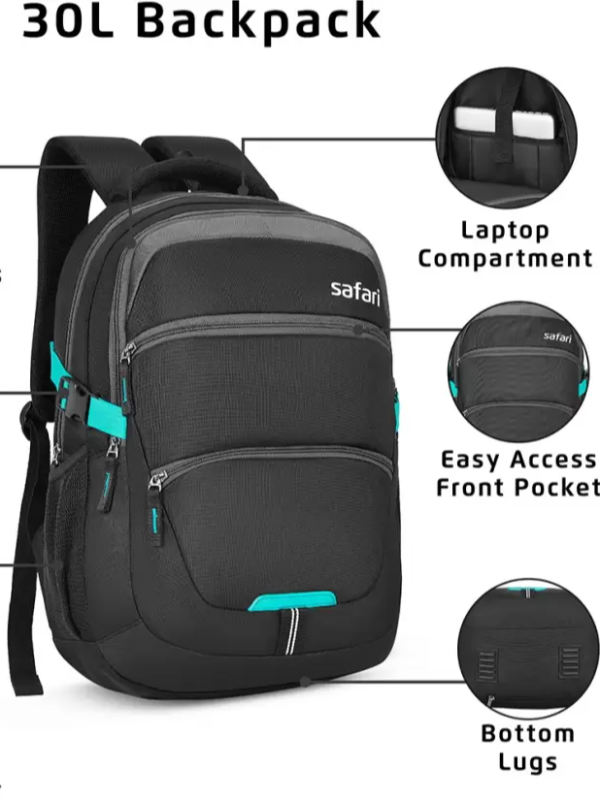 30L Backpack
Laptop
Compartment
safari
safari
Easy Access
Front Pocket
Bottom
Lugs